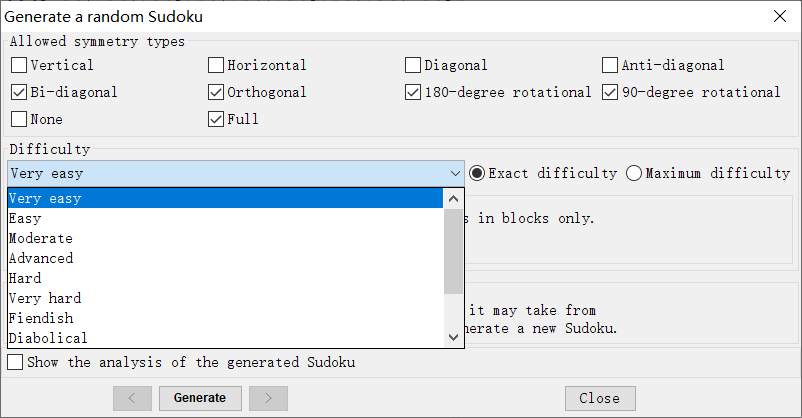 Generate a random Sudoku
Allowed symmetry types
Vertical Horizontal Diagonal Anti-diagonal
Bi-diagonal Orthogonal 180-degree rotational 90-degree rotational
None Full
Difficulty
Very easy Exact difficulty Maximum difficulty
Very easy
Easy
s in blocks only.
Moderate
Advanced
Hard
Very hard
it may take from
Fiendish
nerate a new Sudoku.
Diabolical
Show the analysis of the generated Sudoku
< Generate > Close